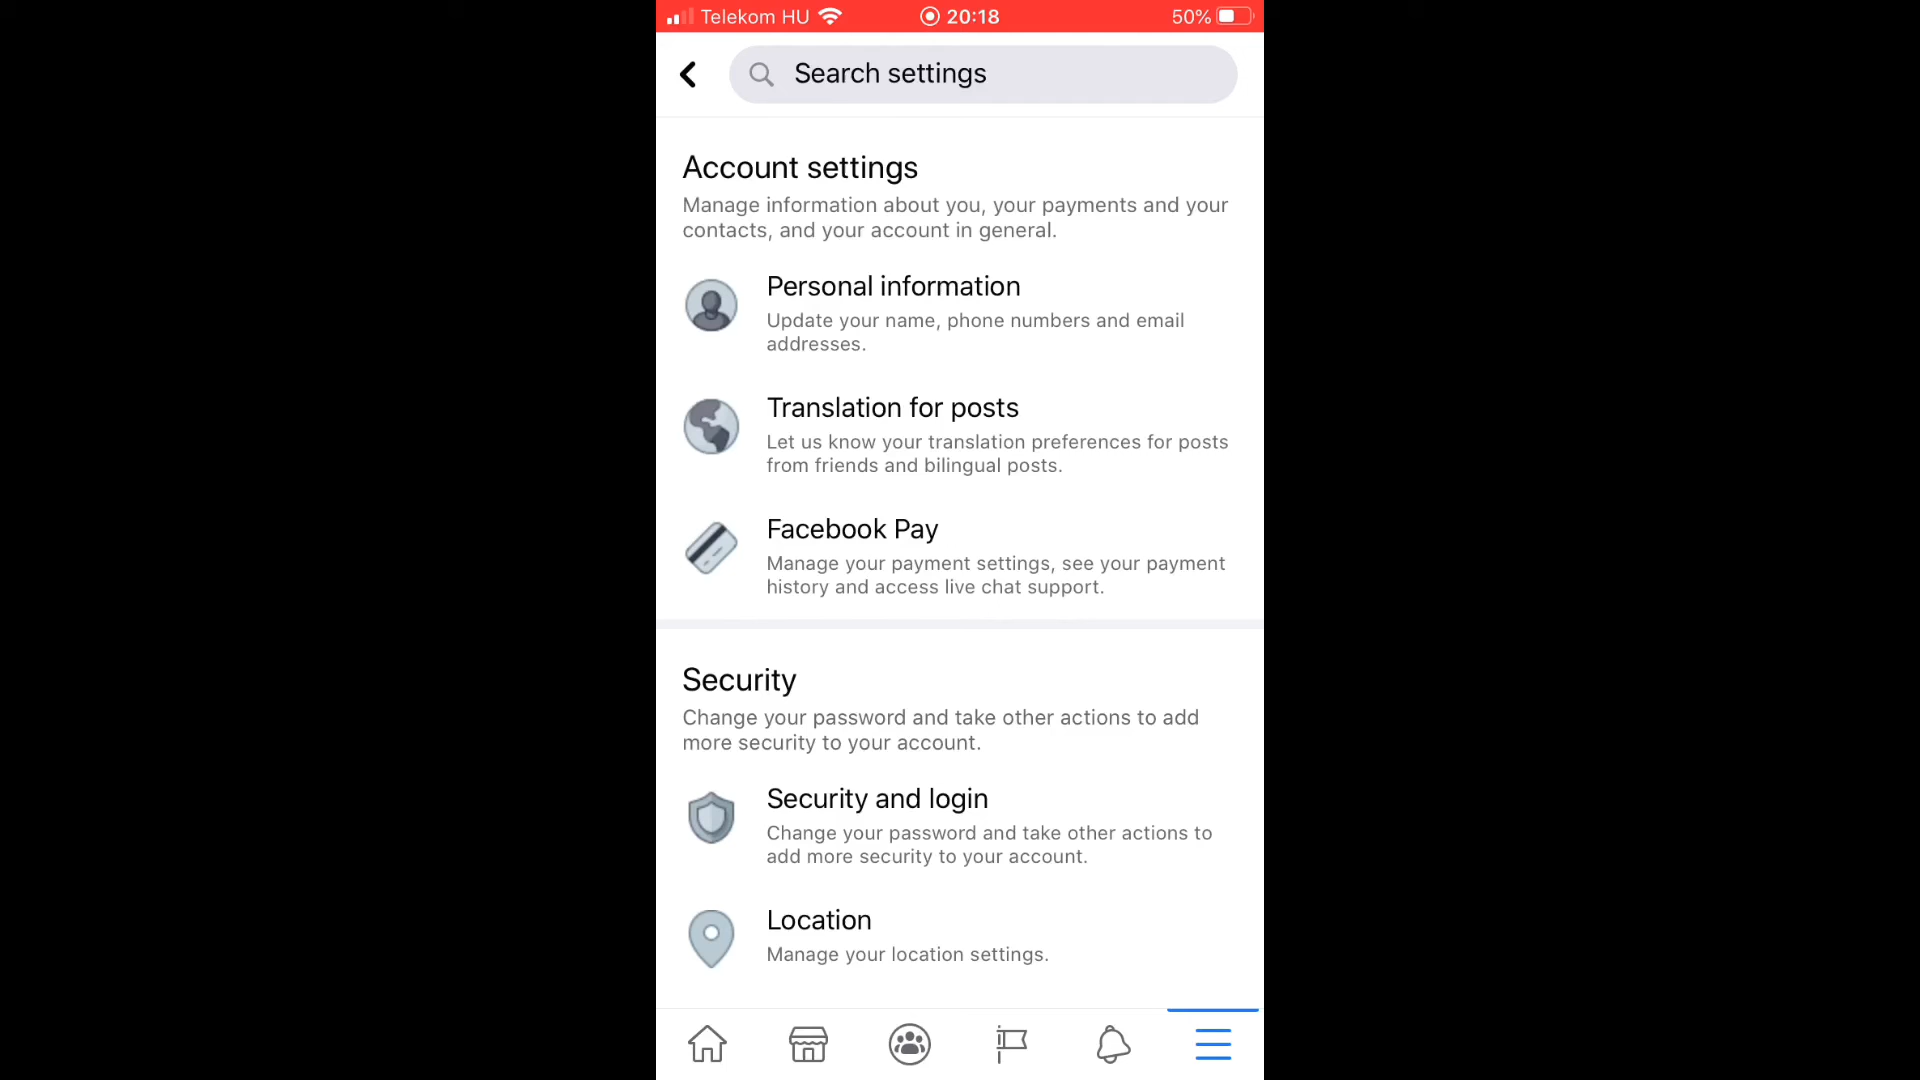 Telekom HU 20:18 50%
Search settings
Account settings
Manage information about you, your payments and your
contacts, and your account in general.
Personal information
Update your name, phone numbers and email
addresses.
Translation for posts
Let us know your translation preferences for posts
from friends and bilingual posts.
Facebook Pay
Manage your payment settings, see your payment
history and access live chat support.
Security
Change your password and take other actions to add
more security to your account.
Security and login
Change your password and take other actions to
add more security to your account.
Location
Manage your location settings.